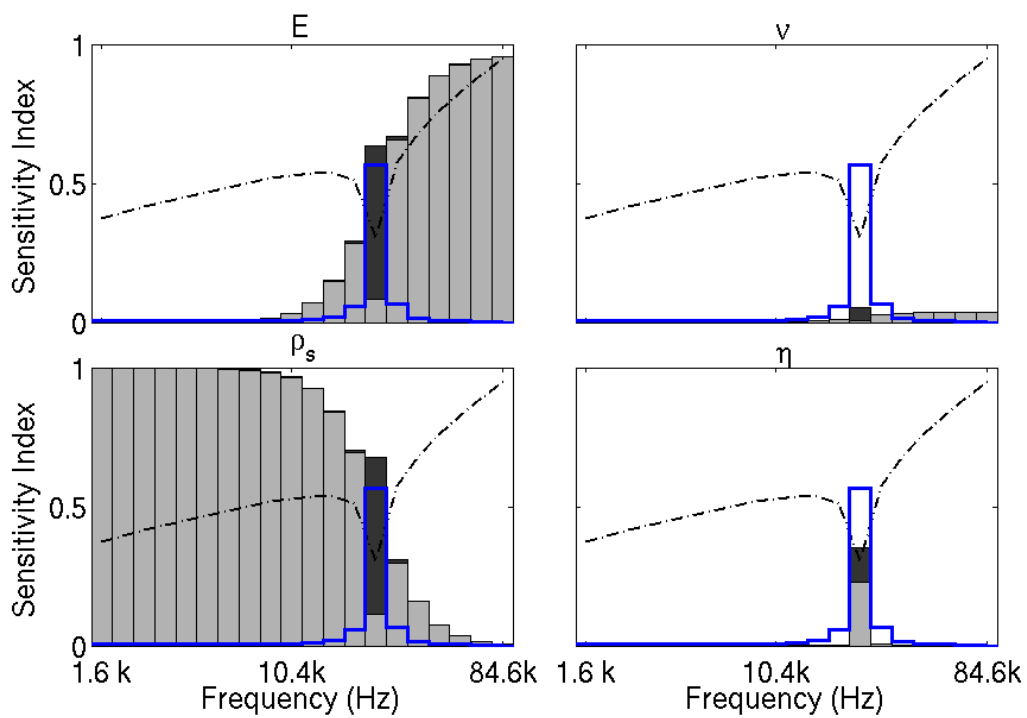 E
ν
1
0.5
0
Sensitivity Index
ρs
η
1
0.5
0
Sensitivity Index
1.6 k
10.4k
84.6k
1.6 k
10.4k
84.6k
Frequency (Hz)
Frequency (Hz)